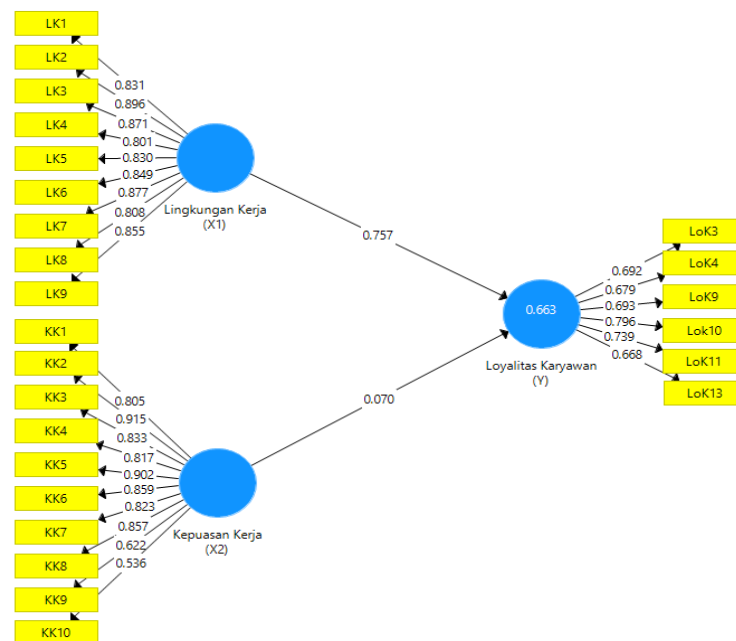 LK1
LK2
LK3
LK4
LK5
LK6
LK7
LK8
LK9
0.831
0.896
0.871
0.801
0.830
0.849
0.877
0.808
0.855
Lingkungan Kerja
(X1)
0.757
KK1
KK2
KK3
KK4
KK5
KK6
KK7
KK8
KK9
KK10
0.805
0.915
0.833
0.817
0.902
0.859
0.823
0.857
0.622
0.536
Kepuasan Kerja
(X2)
0.070
0.663
Loyalitas Karyawan
(Y)
0.692
0.679
0.693
0.796
0.739
0.668
LoK3
LoK4
LoK9
Lok10
LoK11
LoK13